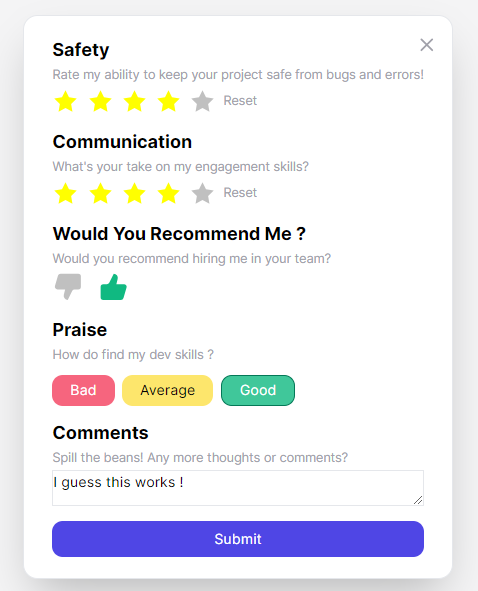 Safety
Rate my ability to keep your project safe from bugs and errors!
Reset
Communication
What's your take on my engagement skills?
Reset
Would You Recommend Me ?
Would you recommend hiring me in your team?
Praise
How do find my dev skills ?
Bad Average Good
Comments
Spill the beans! Any more thoughts or comments?
I guess this works !
Submit